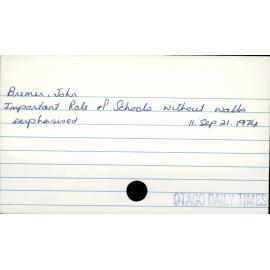 Bremer, John
Important Role of Schools without walls
emphasised 11. Sep 21. 1974
OTAGO DAILY TIMES